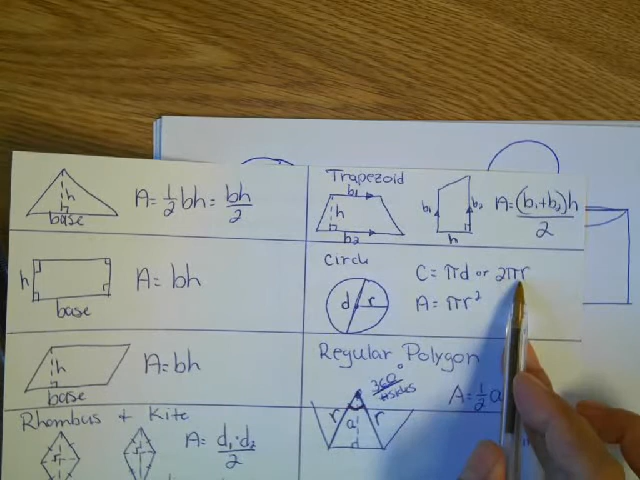 h
base
A = ½ bh = bh/2
h
base
A = bh
h
base
A = bh
Rhombus + Kite
A = d₁·d₂/2
Trapezoid
b₁
h
b₂
b₁
b₂
h
A = (b₁+b₂)h/2
Circle
d
r
C = πd or 2πr
A = πr²
Regular Polygon
360°/#sides
r
a
r
A = ½ a